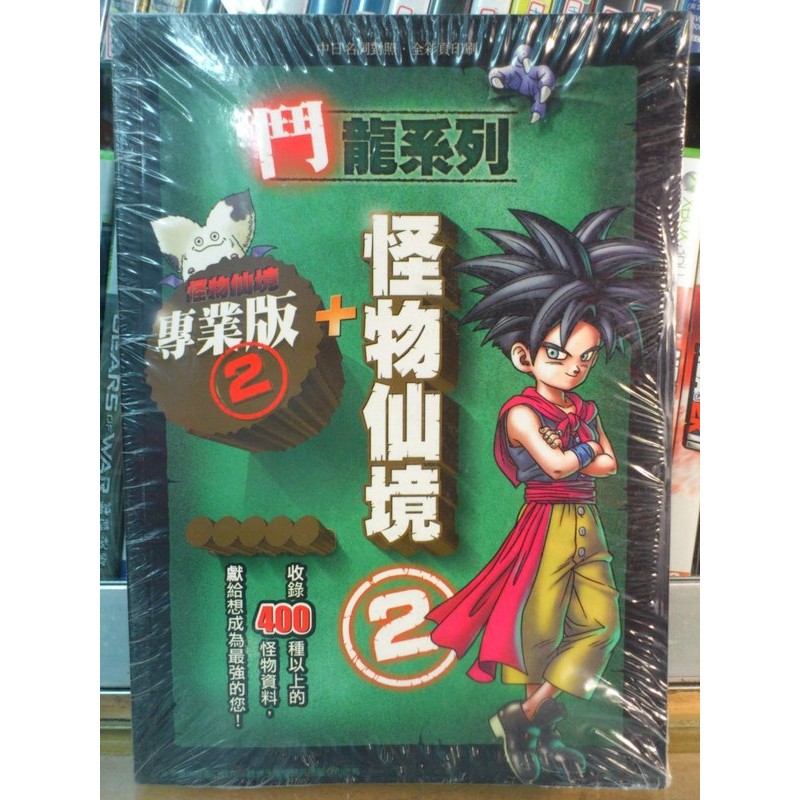 中日名詞對照・全彩頁印刷
鬥龍系列
怪物仙境
專業版
2
+
怪物仙境
2
收錄
400
種以上的
怪物資料，
獻給想成為最強的您！
GEARS OF WAR